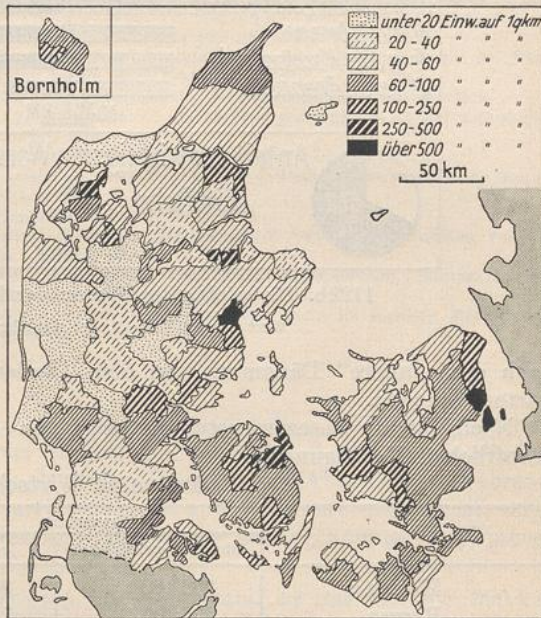 Bornholm
unter 20 Einw. auf 1qkm
20-40 " " "
40-60 " " "
60-100 " " "
100-250 " " "
250-500 " " "
über 500 " " "
50 km